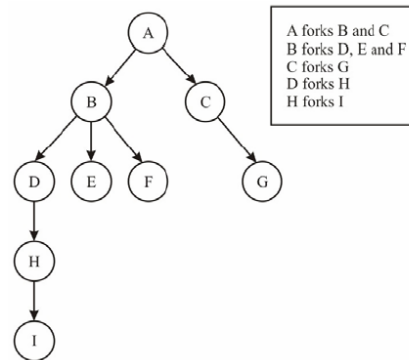 A
B
C
D
E
F
G
H
I
A forks B and C
B forks D, E and F
C forks G
D forks H
H forks I